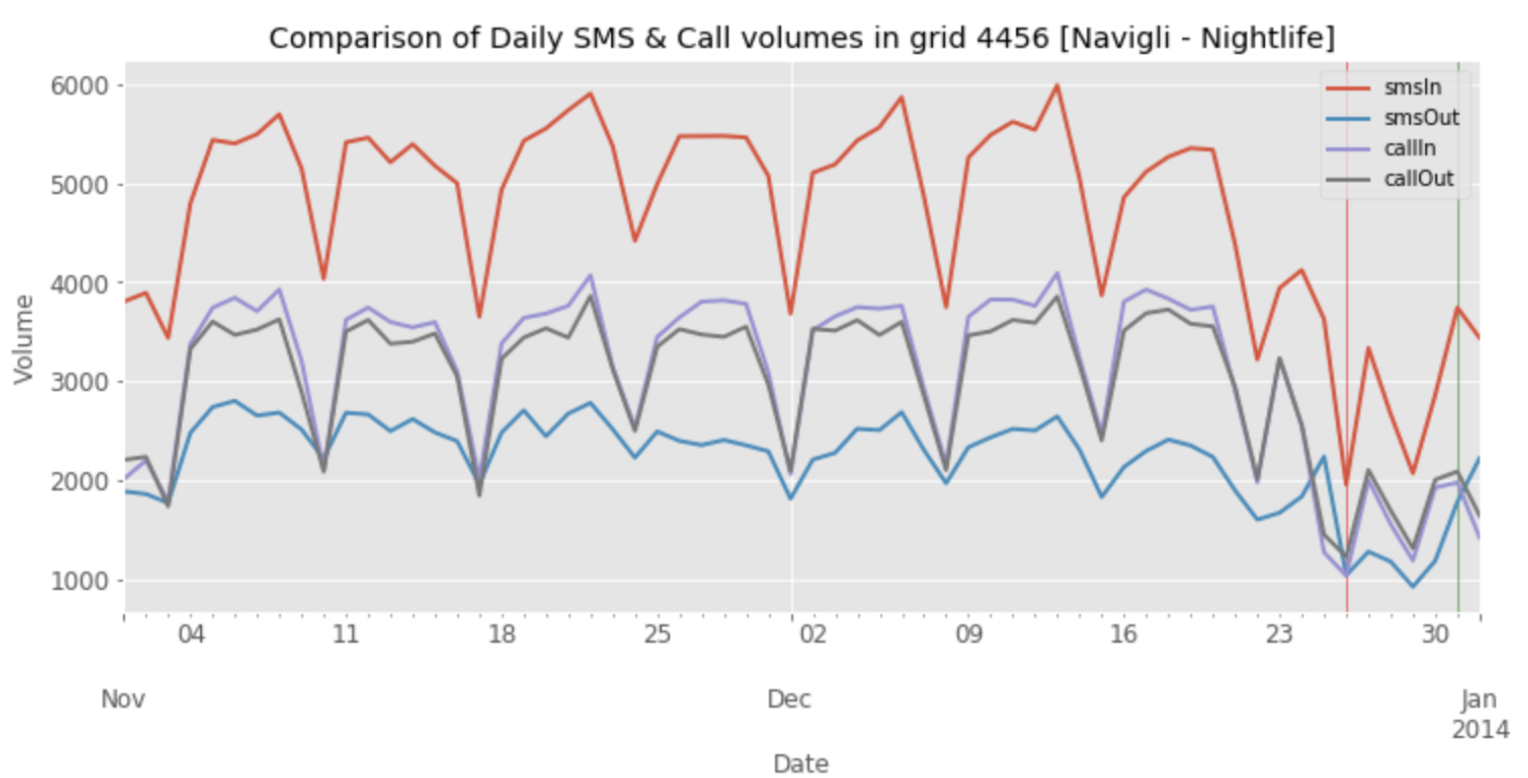 Comparison of Daily SMS & Call volumes in grid 4456 [Navigli - Nightlife]
smsIn
smsOut
callIn
callOut
6000
5000
4000
3000
2000
1000
Volume
04 11 18 25 02 09 16 23 30
Nov Dec Jan
2014
Date